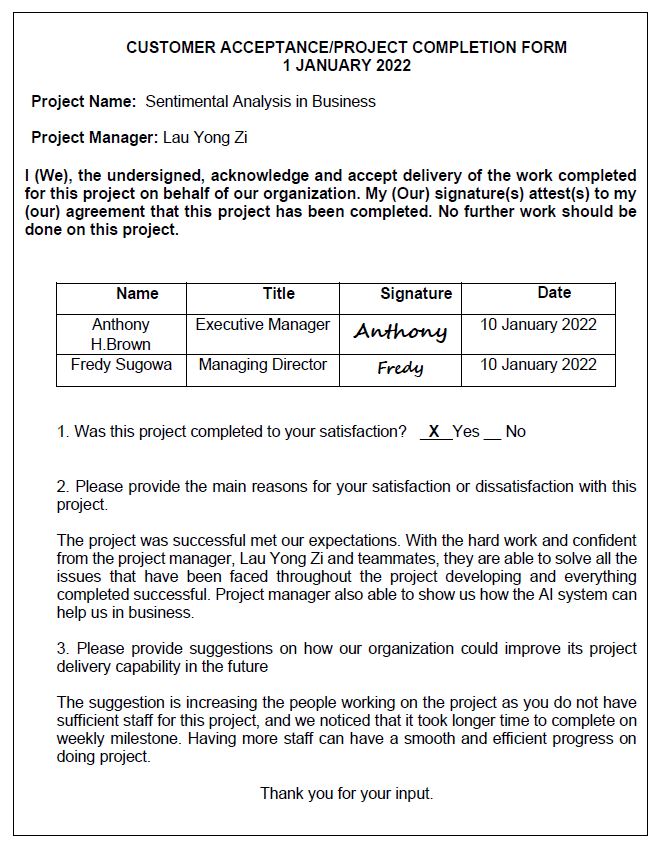 CUSTOMER ACCEPTANCE/PROJECT COMPLETION FORM
1 JANUARY 2022
Project Name: Sentimental Analysis in Business
Project Manager: Lau Yong Zi
I (We), the undersigned, acknowledge and accept delivery of the work completed
for this project on behalf of our organization. My (Our) signature(s) attest(s) to my
(our) agreement that this project has been completed. No further work should be
done on this project.
Name Title Signature Date
Anthony Executive Manager Anthony 10 January 2022
H.Brown
Fredy Sugowa Managing Director Fredy 10 January 2022
1. Was this project completed to your satisfaction? _X_Yes __ No
2. Please provide the main reasons for your satisfaction or dissatisfaction with this
project.
The project was successful met our expectations. With the hard work and confident
from the project manager, Lau Yong Zi and teammates, they are able to solve all the
issues that have been faced throughout the project developing and everything
completed successful. Project manager also able to show us how the AI system can
help us in business.
3. Please provide suggestions on how our organization could improve its project
delivery capability in the future
The suggestion is increasing the people working on the project as you do not have
sufficient staff for this project, and we noticed that it took longer time to complete on
weekly milestone. Having more staff can have a smooth and efficient progress on
doing project.
Thank you for your input.